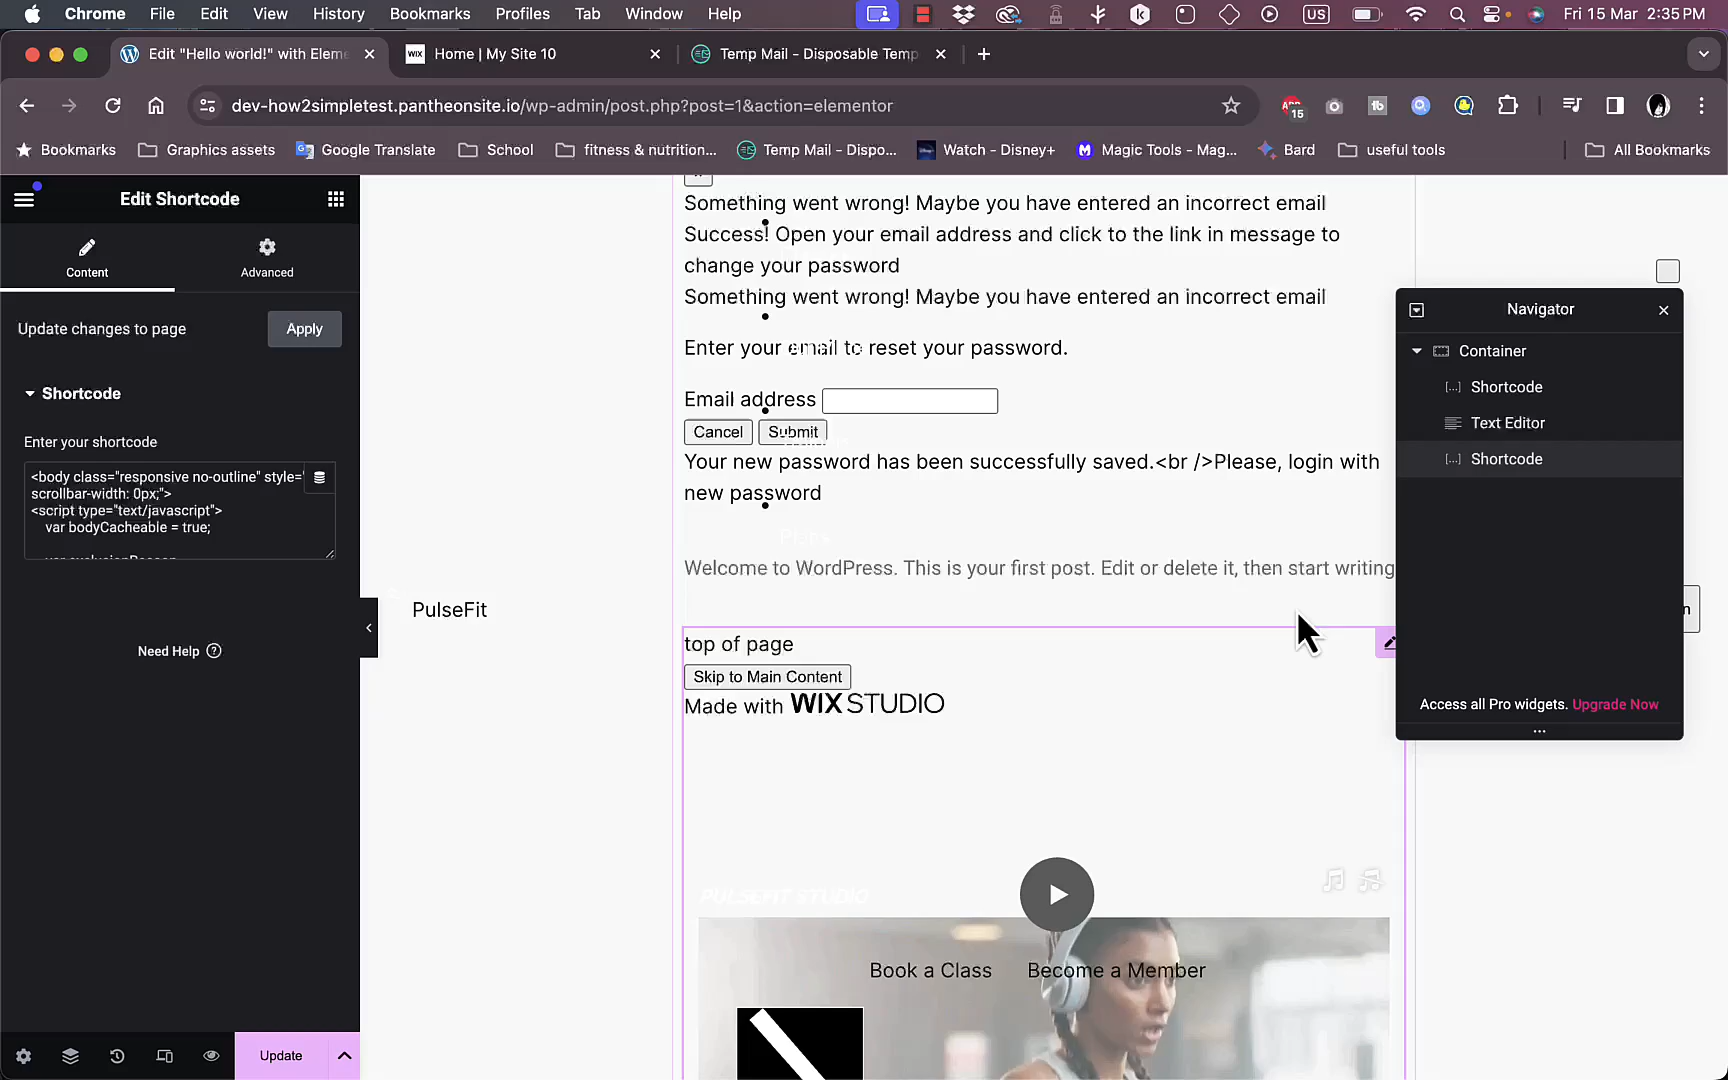 Chrome File Edit View History Bookmarks Profiles Tab Window Help US Fri 15 Mar 2:35 PM
Edit "Hello world!" with Eleme
WIX Home | My Site 10
Temp Mail - Disposable Temp
dev-how2simpletest.pantheonsite.io/wp-admin/post.php?post=1&action=elementor
15
Bookmarks Graphics assets Google Translate School fitness & nutrition... Temp Mail - Dispo... Watch - Disney+ Magic Tools - Mag... Bard useful tools All Bookmarks
Edit Shortcode
Content
Advanced
Update changes to page
Apply
Shortcode
Enter your shortcode
<body class="responsive no-outline" style="
scrollbar-width: 0px;">
<script type="text/javascript">
var bodyCacheable = true;
Need Help
Update
PulseFit
Something went wrong! Maybe you have entered an incorrect email
Success! Open your email address and click to the link in message to
change your password
Something went wrong! Maybe you have entered an incorrect email
Enter your email to reset your password.
Email address
Cancel Submit
Your new password has been successfully saved.<br />Please, login with
new password
Welcome to WordPress. This is your first post. Edit or delete it, then start writing
top of page
Skip to Main Content
Made with WIX STUDIO
PULSEFIT STUDIO
Book a Class Become a Member
Navigator
Container
Shortcode
Text Editor
Shortcode
Access all Pro widgets. Upgrade Now